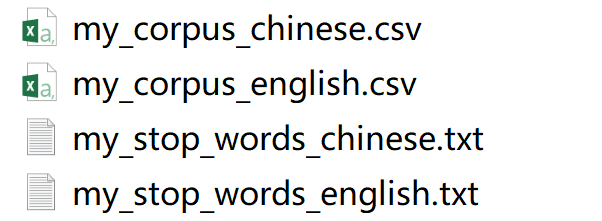 my_corpus_chinese.csv
my_corpus_english.csv
my_stop_words_chinese.txt
my_stop_words_english.txt